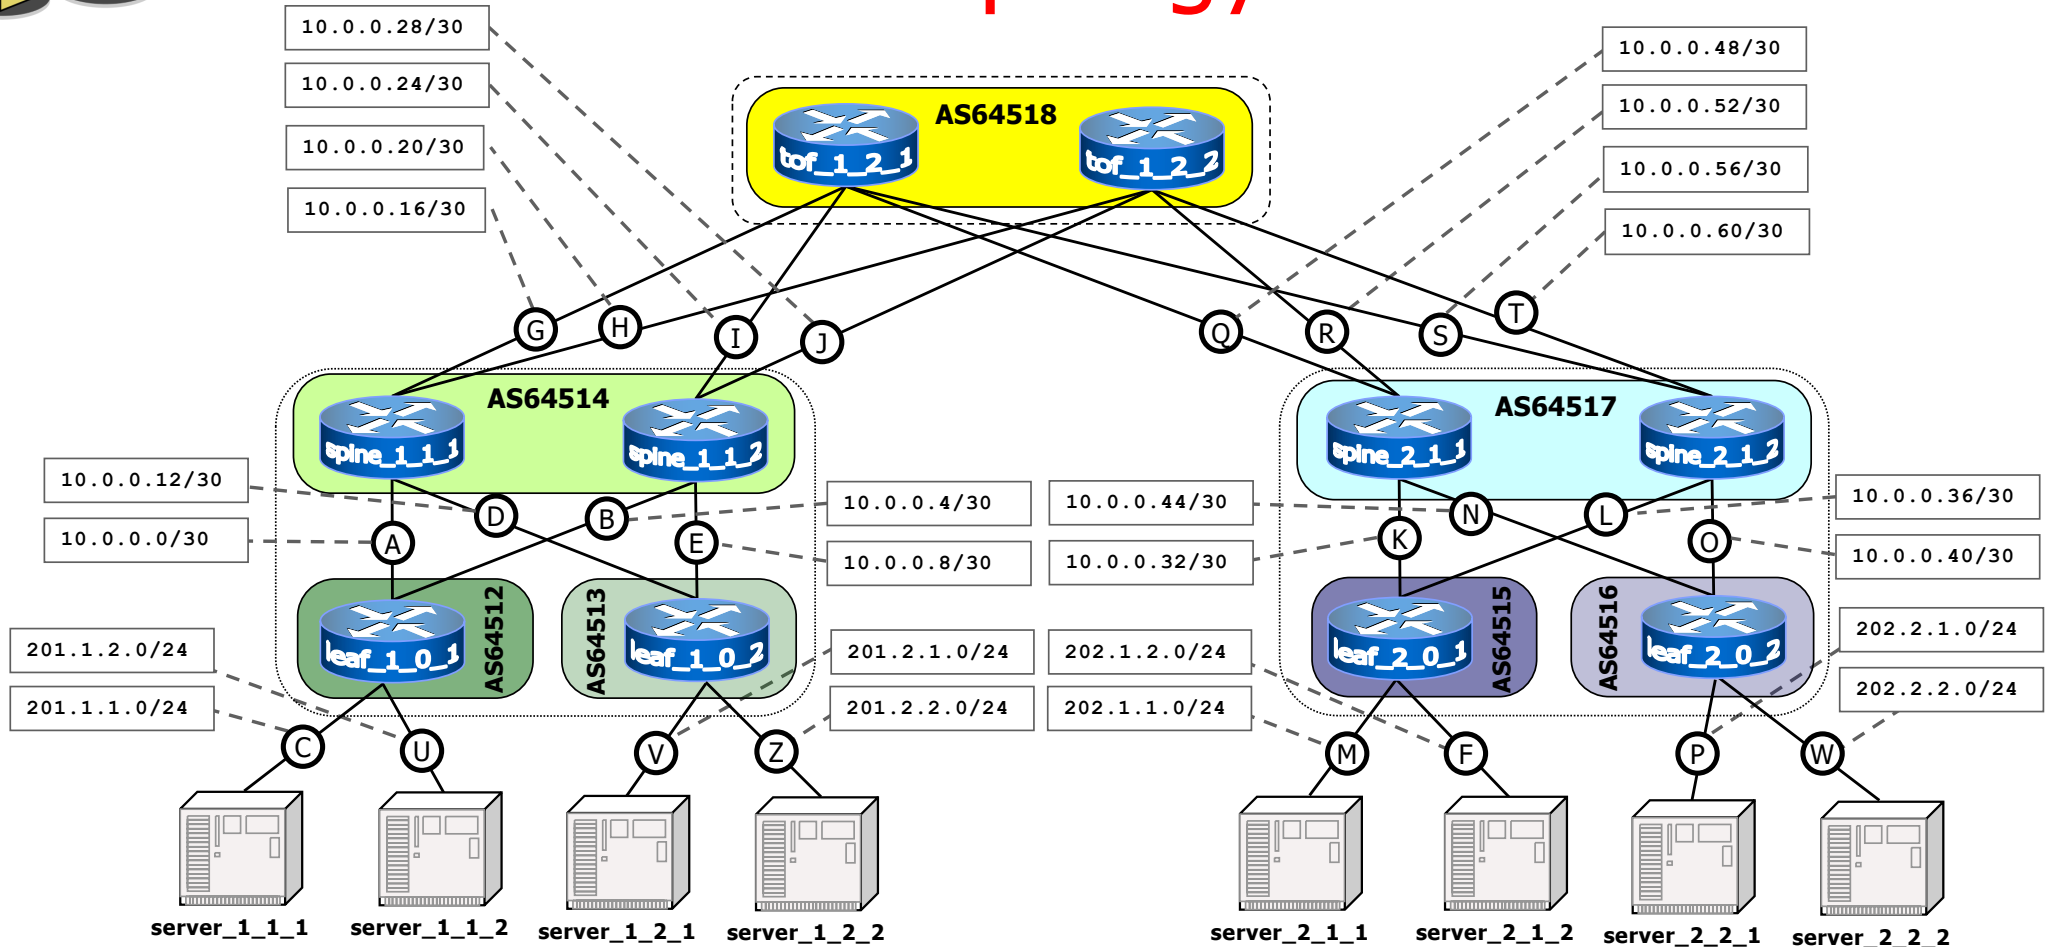 10.0.0.28/30
10.0.0.48/30
10.0.0.24/30
10.0.0.52/30
AS64518
10.0.0.20/30
tof_1_2_1
tof_1_2_2
10.0.0.56/30
10.0.0.16/30
10.0.0.60/30
G
H
I
J
Q
R
S
T
AS64514
AS64517
spine_1_1_1
spine_1_1_2
spine_2_1_1
spine_2_1_2
10.0.0.12/30
D
B
10.0.0.4/30
10.0.0.44/30
N
L
10.0.0.36/30
10.0.0.0/30
A
E
10.0.0.8/30
10.0.0.32/30
K
O
10.0.0.40/30
leaf_1_0_1
AS64512
AS64513
leaf_1_0_2
leaf_2_0_1
AS64515
AS64516
leaf_2_0_2
201.1.2.0/24
201.2.1.0/24
202.1.2.0/24
202.2.1.0/24
201.1.1.0/24
201.2.2.0/24
202.1.1.0/24
202.2.2.0/24
C
U
V
Z
M
F
P
W
server_1_1_1
server_1_1_2
server_1_2_1
server_1_2_2
server_2_1_1
server_2_1_2
server_2_2_1
server_2_2_2